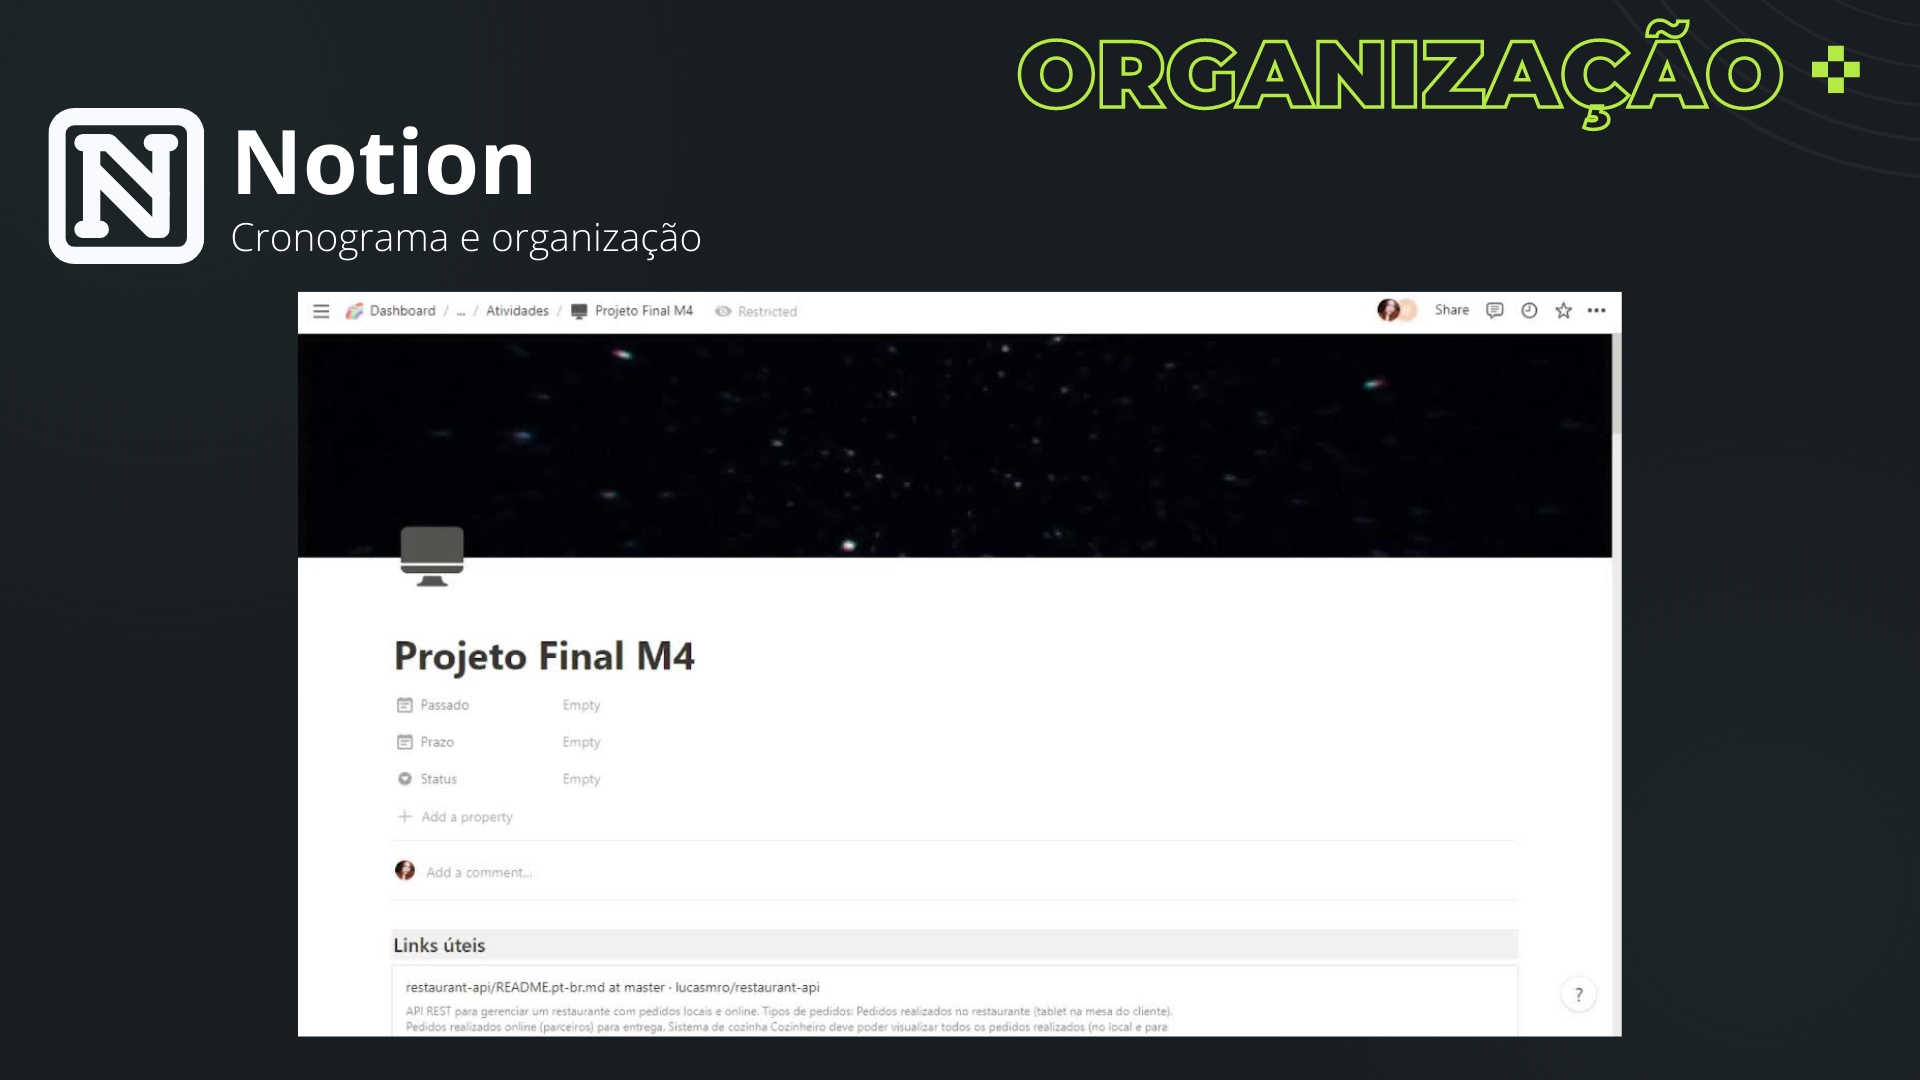 ORGANIZAÇÃO
Notion
Cronograma e organização
Dashboard / ... / Atividades / Projeto Final M4 Restricted
Share
Projeto Final M4
Passado Empty
Prazo Empty
Status Empty
Add a property
Add a comment...
Links úteis
restaurant-api/README.pt-br.md at master · lucasmro/restaurant-api
API REST para gerenciar um restaurante com pedidos locais e online. Tipos de pedidos: Pedidos realizados no restaurante (tablet na mesa do cliente).
Pedidos realizados online (parceiros) para entrega. Sistema de cozinha Cozinheiro deve poder visualizar todos os pedidos realizados (no local e para
?